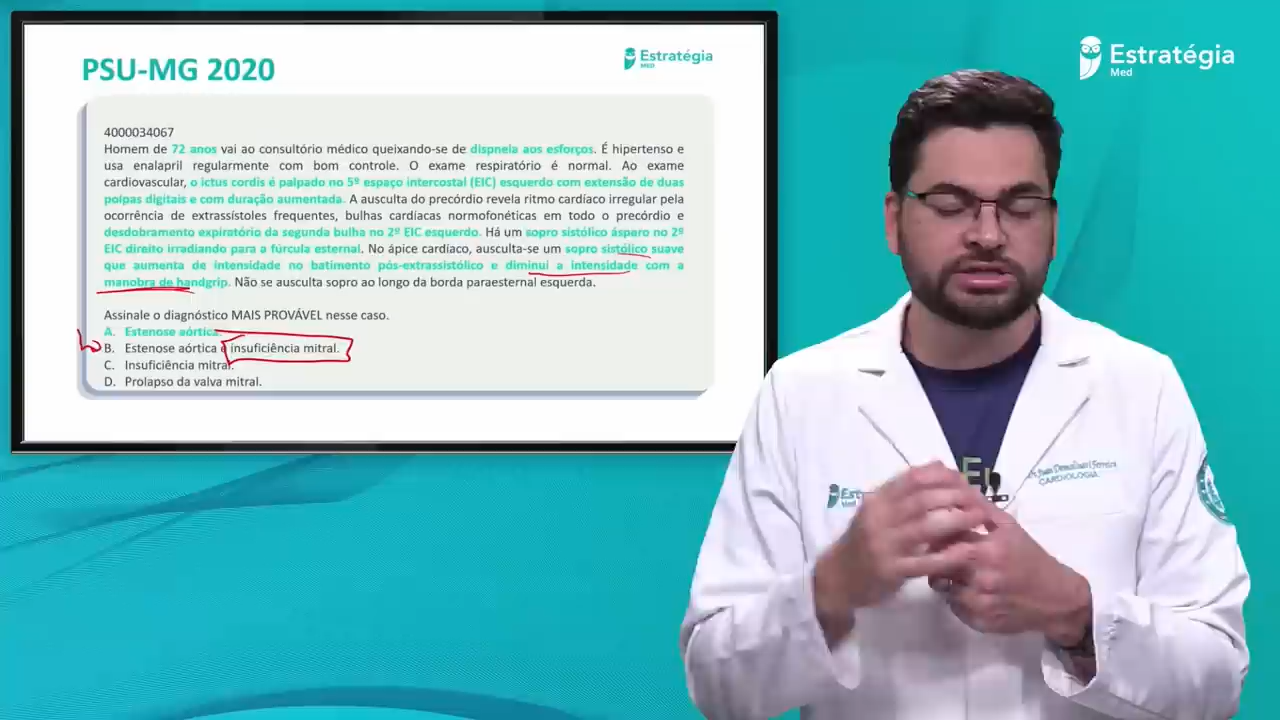 PSU-MG 2020
Estratégia
MED
Estratégia
Med
4000034067
Homem de 72 anos vai ao consultório médico queixando-se de dispneia aos esforços. É hipertenso e
usa enalapril regularmente com bom controle. O exame respiratório é normal. Ao exame
cardiovascular, o ictus cordis é palpado no 5º espaço intercostal (EIC) esquerdo com extensão de duas
polpas digitais e com duração aumentada. A ausculta do precórdio revela ritmo cardíaco irregular pela
ocorrência de extrassístoles frequentes, bulhas cardíacas normofonéticas em todo o precórdio e
desdobramento expiratório da segunda bulha no 2º EIC esquerdo. Há um sopro sistólico áspero no 2º
EIC direito irradiando para a fúrcula esternal. No ápice cardíaco, ausculta-se um sopro sistólico suave
que aumenta de intensidade no batimento pós-extrassistólico e diminui a intensidade com a
manobra de handgrip. Não se ausculta sopro ao longo da borda paraesternal esquerda.
Assinale o diagnóstico MAIS PROVÁVEL nesse caso.
A. Estenose aórtica.
B. Estenose aórtica e insuficiência mitral.
C. Insuficiência mitral.
D. Prolapso da valva mitral.
CARDIOLOGIA